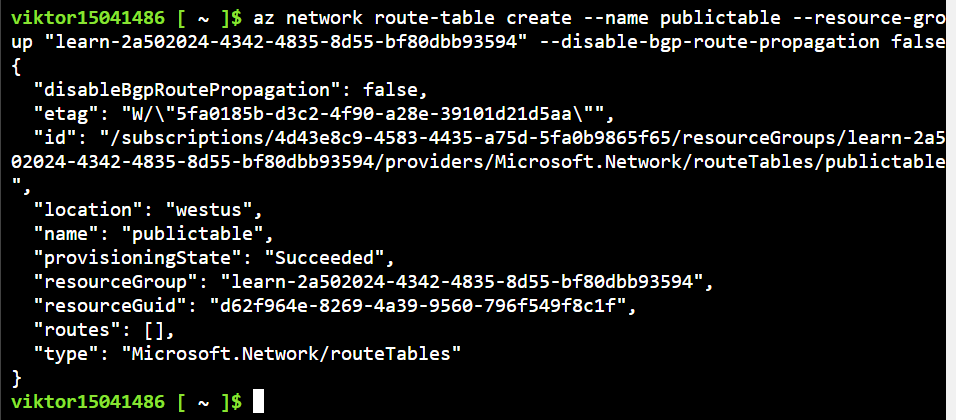 viktor15041486 [ ~ ]$ az network route-table create --name publictable --resource-gro
up "learn-2a502024-4342-4835-8d55-bf80dbb93594" --disable-bgp-route-propagation false
{
  "disableBgpRoutePropagation": false,
  "etag": "W/\"5fa0185b-d3c2-4f90-a28e-39101d21d5aa\"",
  "id": "/subscriptions/4d43e8c9-4583-4435-a75d-5fa0b9865f65/resourceGroups/learn-2a5
02024-4342-4835-8d55-bf80dbb93594/providers/Microsoft.Network/routeTables/publictable
",
  "location": "westus",
  "name": "publictable",
  "provisioningState": "Succeeded",
  "resourceGroup": "learn-2a502024-4342-4835-8d55-bf80dbb93594",
  "resourceGuid": "d62f964e-8269-4a39-9560-796f549f8c1f",
  "routes": [],
  "type": "Microsoft.Network/routeTables"
}
viktor15041486 [ ~ ]$